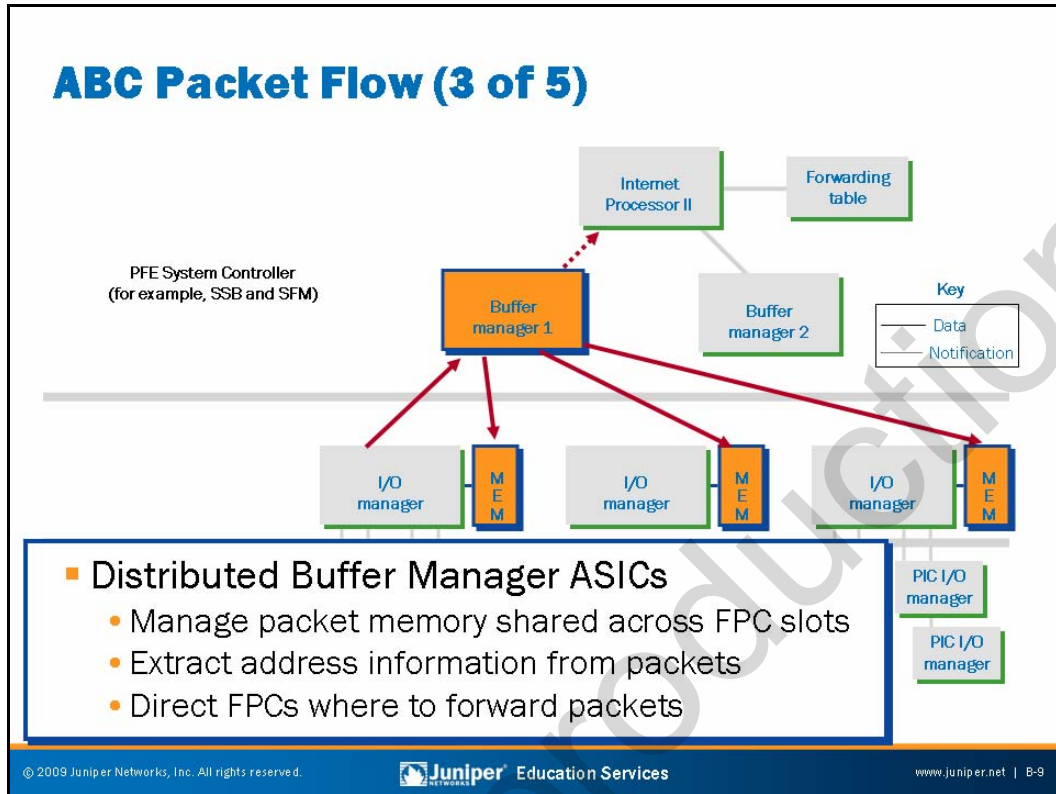 ABC Packet Flow (3 of 5)
Internet
Processor II
Forwarding
table
PFE System Controller
(for example, SSB and SFM)
Buffer
manager 1
Buffer
manager 2
Key
Data
Notification
I/O
manager
M
E
M
I/O
manager
M
E
M
I/O
manager
M
E
M
Distributed Buffer Manager ASICs
• Manage packet memory shared across FPC slots
• Extract address information from packets
• Direct FPCs where to forward packets
PIC I/O
manager
PIC I/O
manager
© 2009 Juniper Networks, Inc. All rights reserved.
Juniper NETWORKS Education Services
www.juniper.net | B-9
roduction